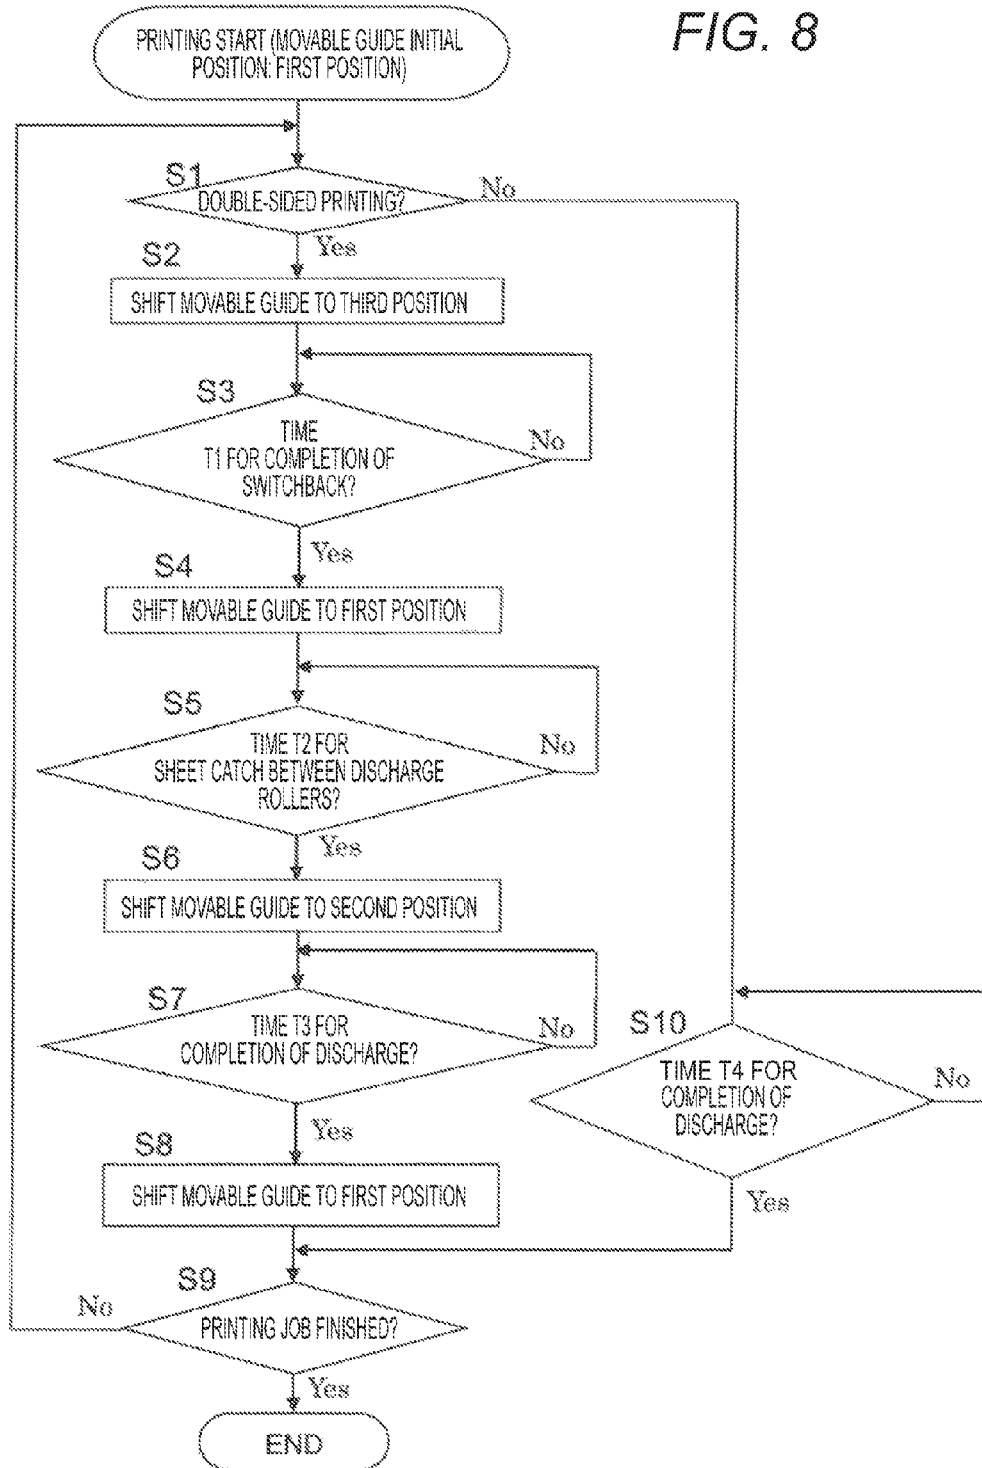 FIG. 8
PRINTING START (MOVABLE GUIDE INITIAL
POSITION: FIRST POSITION)
S1
DOUBLE-SIDED PRINTING?
No
Yes
S2
SHIFT MOVABLE GUIDE TO THIRD POSITION
S3
TIME
T1 FOR COMPLETION OF
SWITCHBACK?
No
Yes
S4
SHIFT MOVABLE GUIDE TO FIRST POSITION
S5
TIME T2 FOR
SHEET CATCH BETWEEN DISCHARGE
ROLLERS?
No
Yes
S6
SHIFT MOVABLE GUIDE TO SECOND POSITION
S7
TIME T3 FOR
COMPLETION OF DISCHARGE?
No
Yes
S10
TIME T4 FOR
COMPLETION OF
DISCHARGE?
No
Yes
S8
SHIFT MOVABLE GUIDE TO FIRST POSITION
S9
PRINTING JOB FINISHED?
No
Yes
END